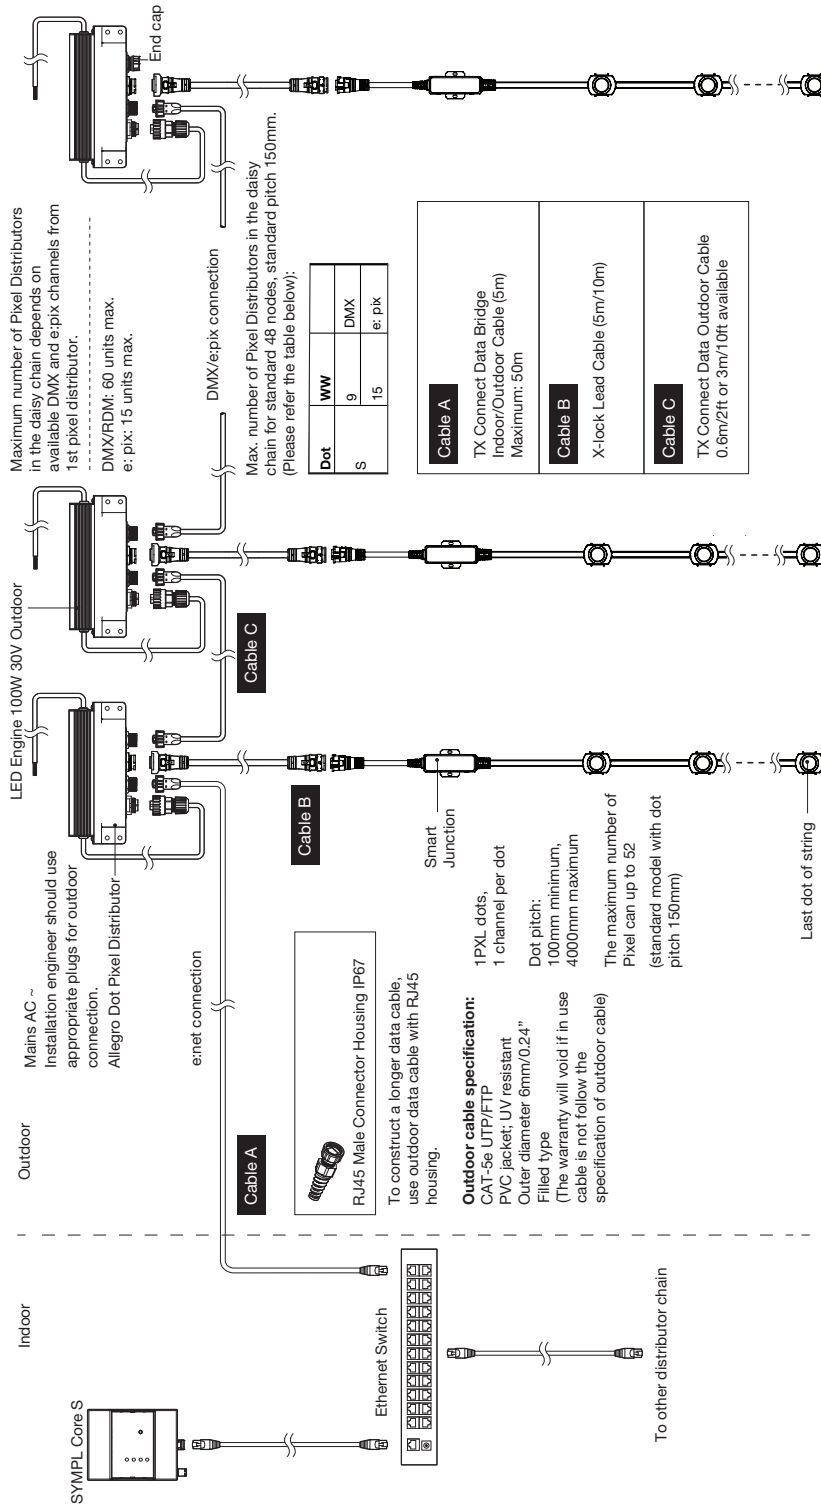 Indoor
Outdoor
SYMPL Core S
Ethernet Switch
To other distributor chain
Mains AC ~
Installation engineer should use
appropriate plugs for outdoor
connection.
Allegro Dot Pixel Distributor
LED Engine 100W 30V Outdoor
e:net connection
Cable A
RJ45 Male Connector Housing IP67
To construct a longer data cable,
use outdoor data cable with RJ45
housing.
Outdoor cable specification:
CAT-5e UTP/FTP
PVC jacket; UV resistant
Outer diameter 6mm/0.24”
Filled type
(The warranty will void if in use
cable is not follow the
specification of outdoor cable)
Cable B
Cable C
Smart
Junction
1PXL dots,
1 channel per dot
Dot pitch:
100mm minimum,
4000mm maximum
The maximum number of
Pixel can up to 52
(standard model with dot
pitch 150mm)
Last dot of string
Maximum number of Pixel Distributors
in the daisy chain depends on
available DMX and e:pix channels from
1st pixel distributor.
DMX/RDM: 60 units max.
e: pix: 15 units max.
End cap
DMX/e:pix connection
Max. number of Pixel Distributors in the daisy
chain for standard 48 nodes, standard pitch 150mm.
(Please refer the table below):
Dot WW
S 9 DMX
15 e: pix
Cable A
TX Connect Data Bridge
Indoor/Outdoor Cable (5m)
Maximum: 50m
Cable B
X-lock Lead Cable (5m/10m)
Cable C
TX Connect Data Outdoor Cable
0.6m/2ft or 3m/10ft available